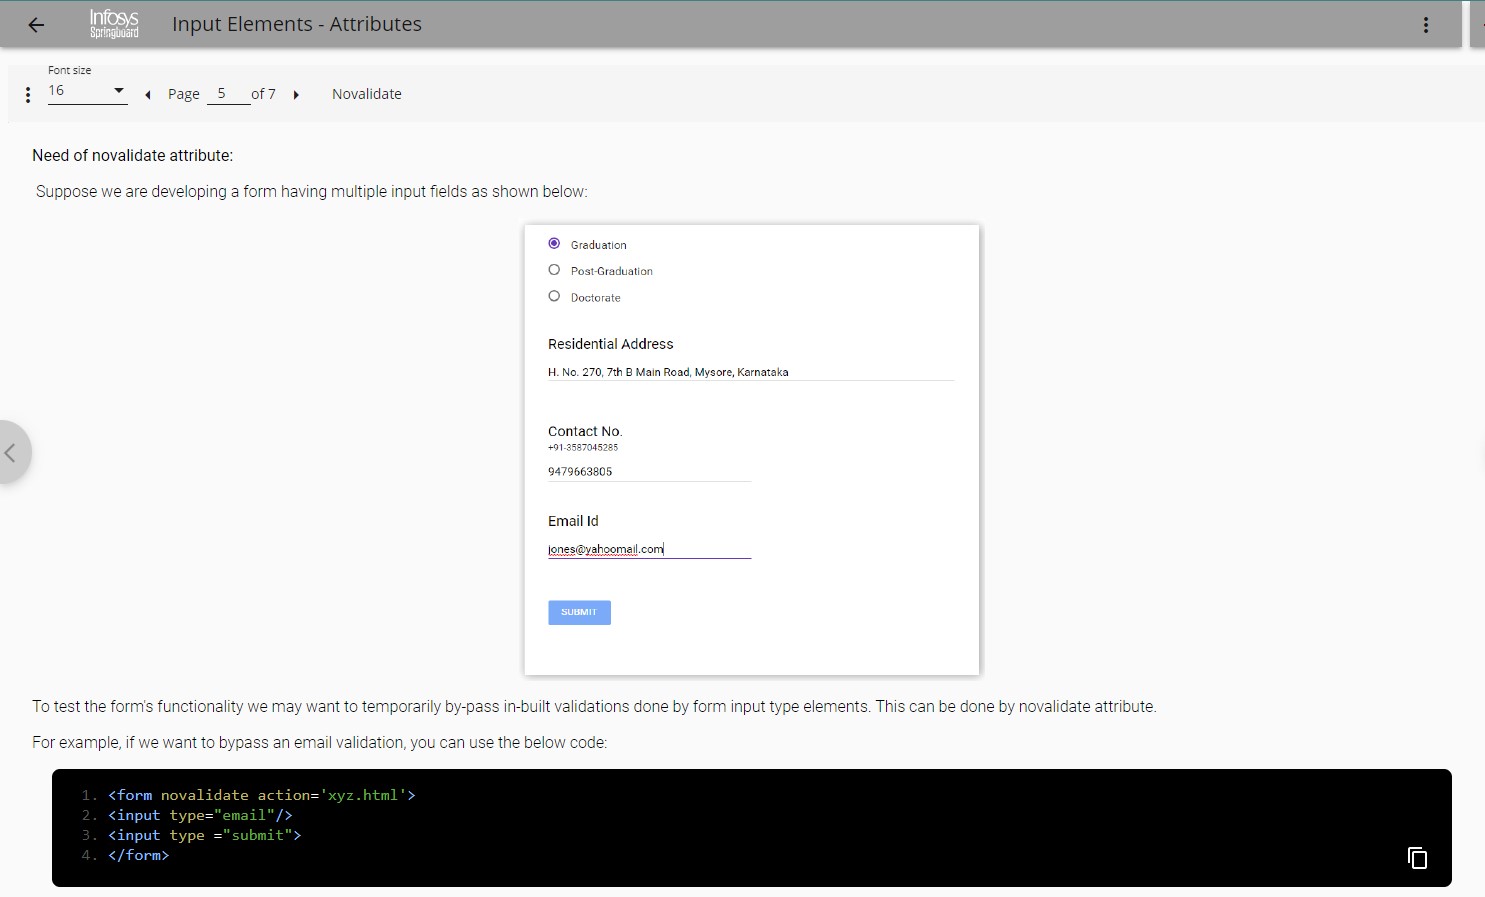 Infosys
Springboard
Input Elements - Attributes
Font size
16
Page 5 of 7
Novalidate
Need of novalidate attribute:
Suppose we are developing a form having multiple input fields as shown below:
Graduation
Post-Graduation
Doctorate
Residential Address
H. No. 270, 7th B Main Road, Mysore, Karnataka
Contact No.
+91-3587045285
9479663805
Email Id
jones@yahoomail.com
SUBMIT
To test the form's functionality we may want to temporarily by-pass in-built validations done by form input type elements. This can be done by novalidate attribute.
For example, if we want to bypass an email validation, you can use the below code:
1. <form novalidate action='xyz.html'>
2. <input type="email"/>
3. <input type ="submit">
4. </form>